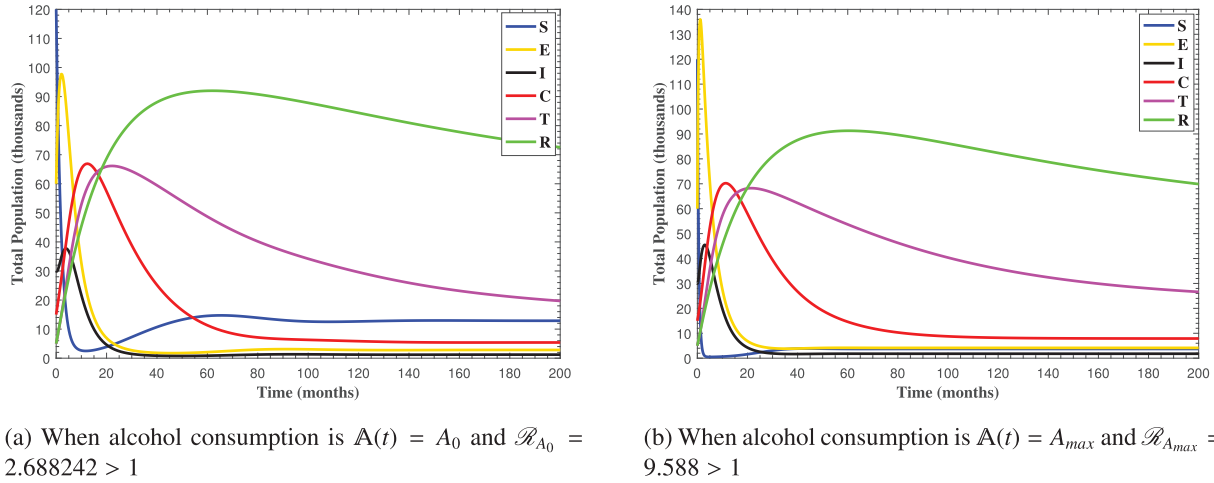 120
110
100
90
80
70
60
50
40
30
20
10
0
Total Population (thousands)
0 20 40 60 80 100 120 140 160 180 200
Time (months)
S
E
I
C
T
R
140
130
120
110
100
90
80
70
60
50
40
30
20
10
0
Total Population (thousands)
0 20 40 60 80 100 120 140 160 180 200
Time (months)
S
E
I
C
T
R
(a) When alcohol consumption is 𝔸(t) = A₀ and ℛ_A₀ =
2.688242 > 1
(b) When alcohol consumption is 𝔸(t) = A_max and ℛ_A_max =
9.588 > 1